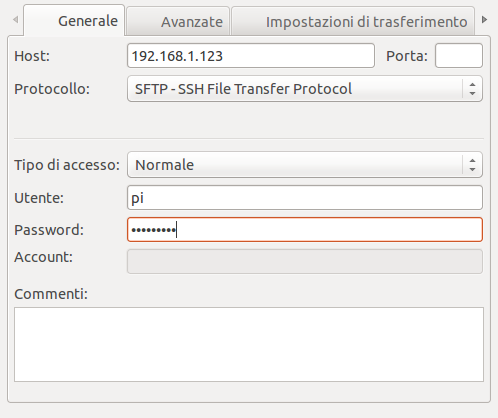 Generale Avanzate Impostazioni di trasferimento
Host: 192.168.1.123 Porta:
Protocollo: SFTP - SSH File Transfer Protocol
Tipo di accesso: Normale
Utente: pi
Password: •••••••••
Account:
Commenti: